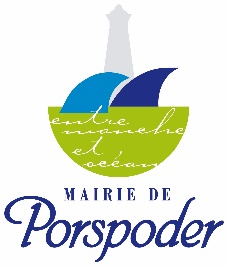 entre
manche
et
océan
MAIRIE DE
Porspoder